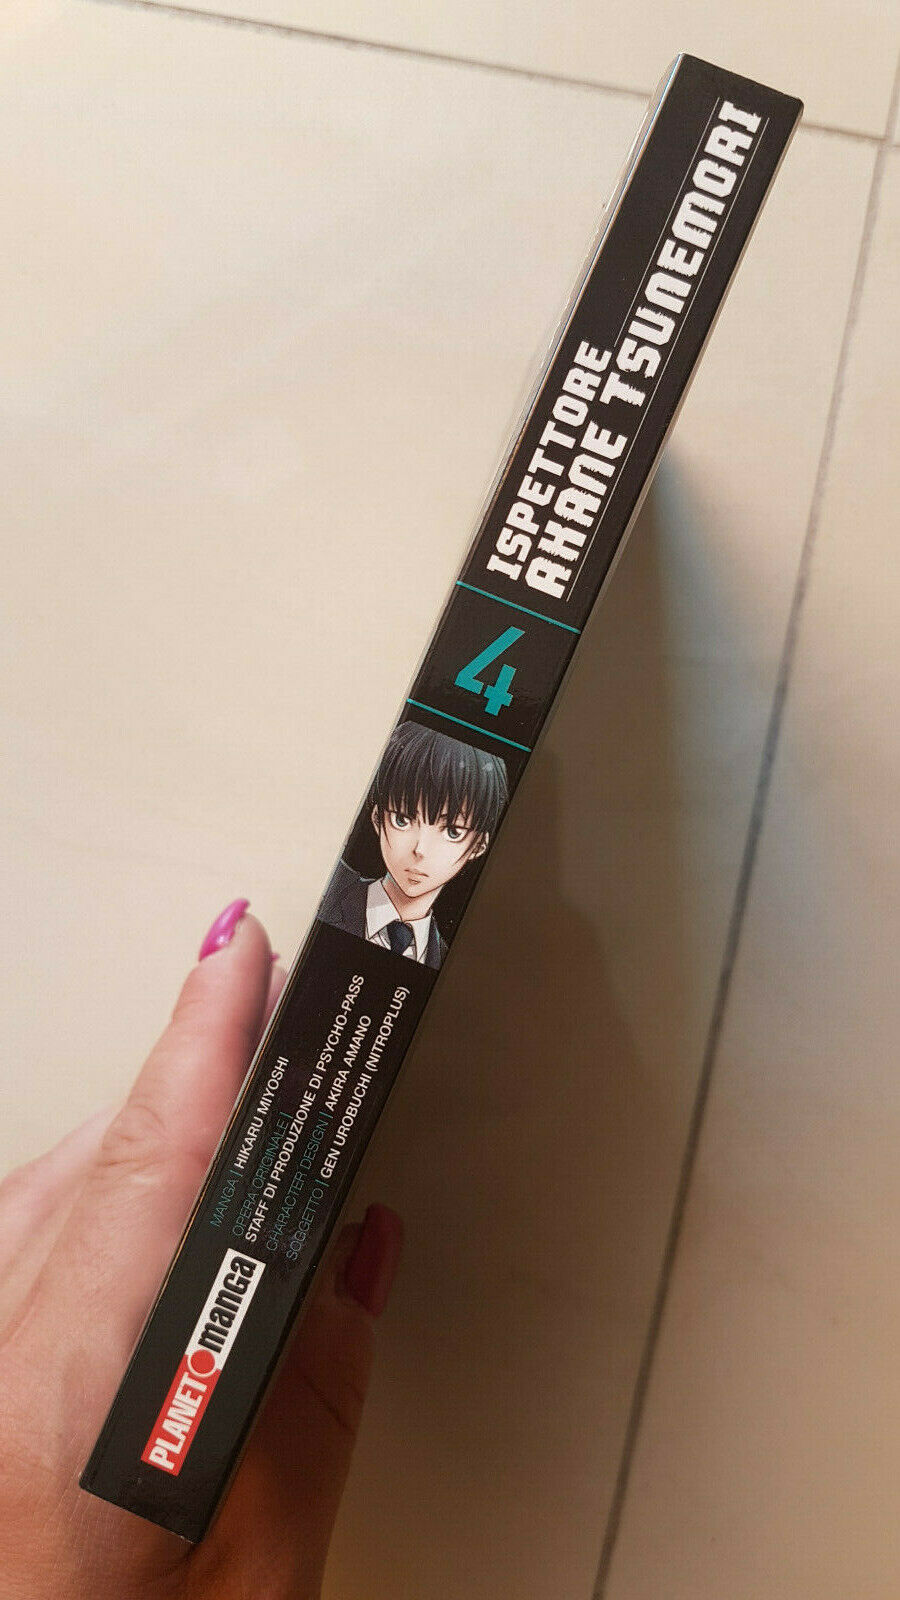 ISPETTORE
AKANE TSUNEMORI
4
MANGA | HIKARU MIYOSHI
OPERA ORIGINALE |
STAFF DI PRODUZIONE DI PSYCHO-PASS
CHARACTER DESIGN | AKIRA AMANO
SOGGETTO | GEN UROBUCHI (NITROPLUS)
PLANET manga